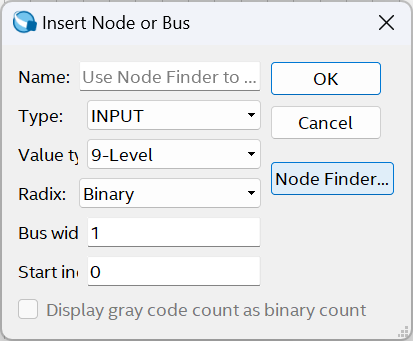 Insert Node or Bus
Name: Use Node Finder to ... OK
Type: INPUT Cancel
Value ty 9-Level
Node Finder...
Radix: Binary
Bus wid 1
Start in 0
Display gray code count as binary count